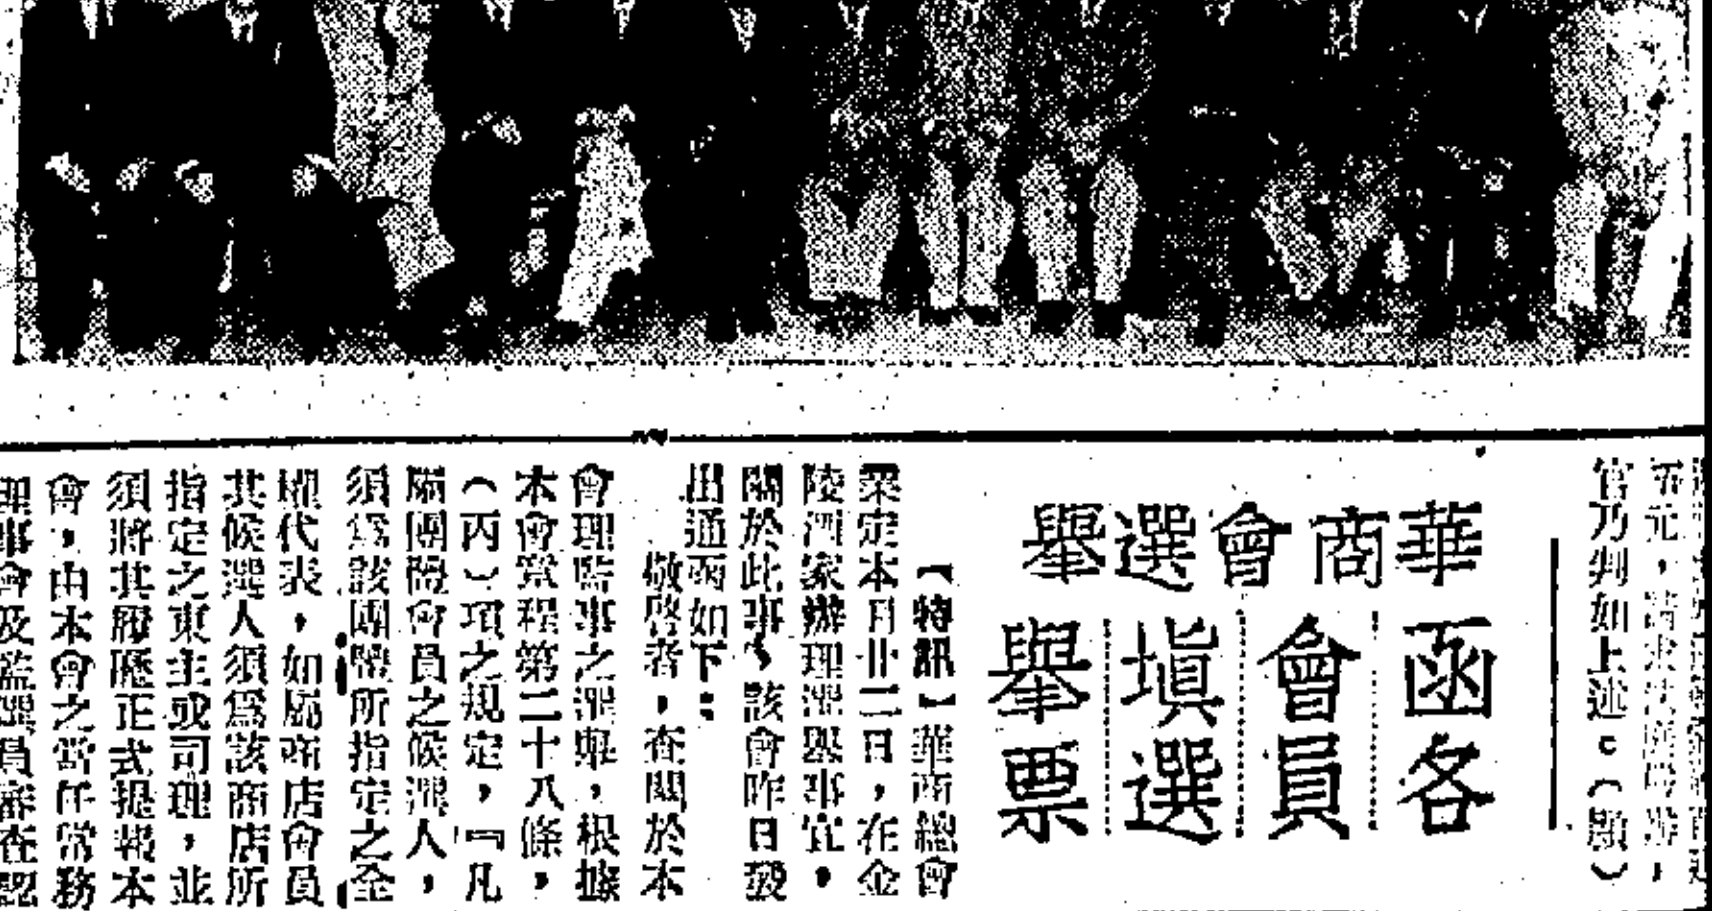 五元，
官乃判如上述。（顯）
華商會選舉
函各
會員
填選
舉票
【特訊】華商總會
業定本月廿二日，在金
陵酒家辦理選舉事宜，
關於此事，該會昨日發
出通函如下：
敬啓者，查關於本
會理監事之選舉，根據
本會章程第二十八條，
（丙）項之規定，『凡
屬團體會員之候選人，
須為該團體所指定之全
權代表，如屬商店會員
其候選人須為該商店所
指定之東主或司理，並
須將其履歷正式提報本
會，由本會之當任常務
理事會及監選員審查認